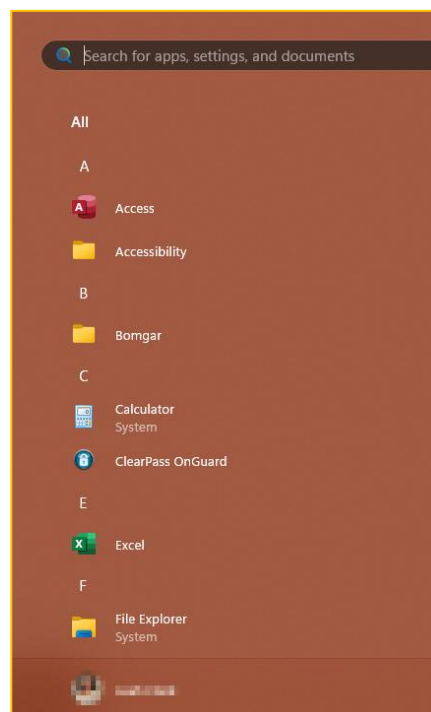 Search for apps, settings, and documents
All
A
Access
Accessibility
B
Bomgar
C
Calculator
System
ClearPass OnGuard
E
Excel
F
File Explorer
System